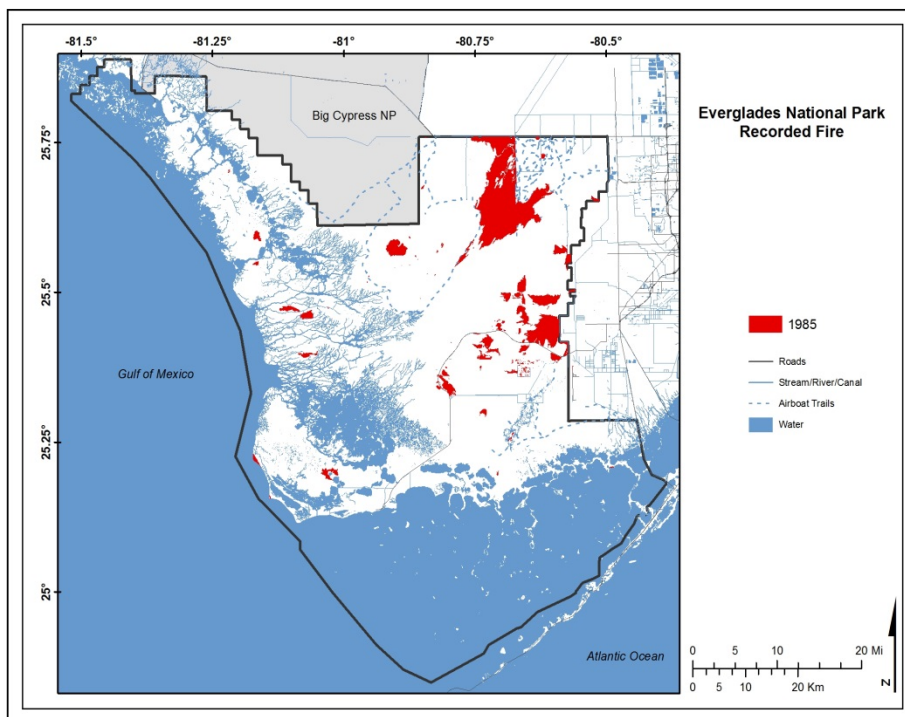 -81.5 -81.25 -81 -80.75 -80.5
Everglades National Park
Recorded Fire
Big Cypress NP
25.75°
25.5°
25.25°
25°
Gulf of Mexico
Atlantic Ocean
1985
Roads
Stream/River/Canal
Airboat Trails
Water
0 5 10 20 Mi
0 5 10 20 Km
N